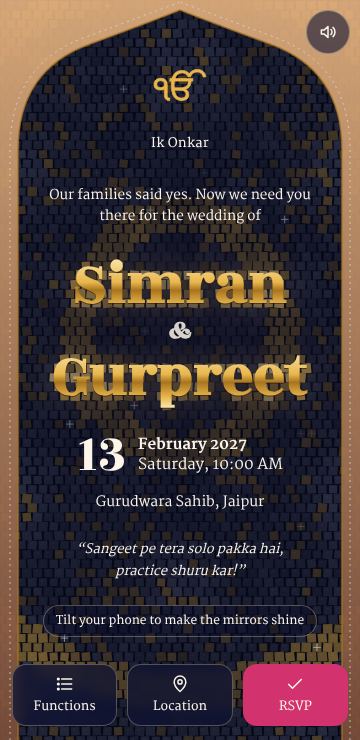 ੴ
Ik Onkar
Our families said yes. Now we need you
there for the wedding of
Simran
&
Gurpreet
13 February 2027
Saturday, 10:00 AM
Gurudwara Sahib, Jaipur
“Sangeet pe tera solo pakka hai,
practice shuru kar!”
Tilt your phone to make the mirrors shine
Functions Location RSVP